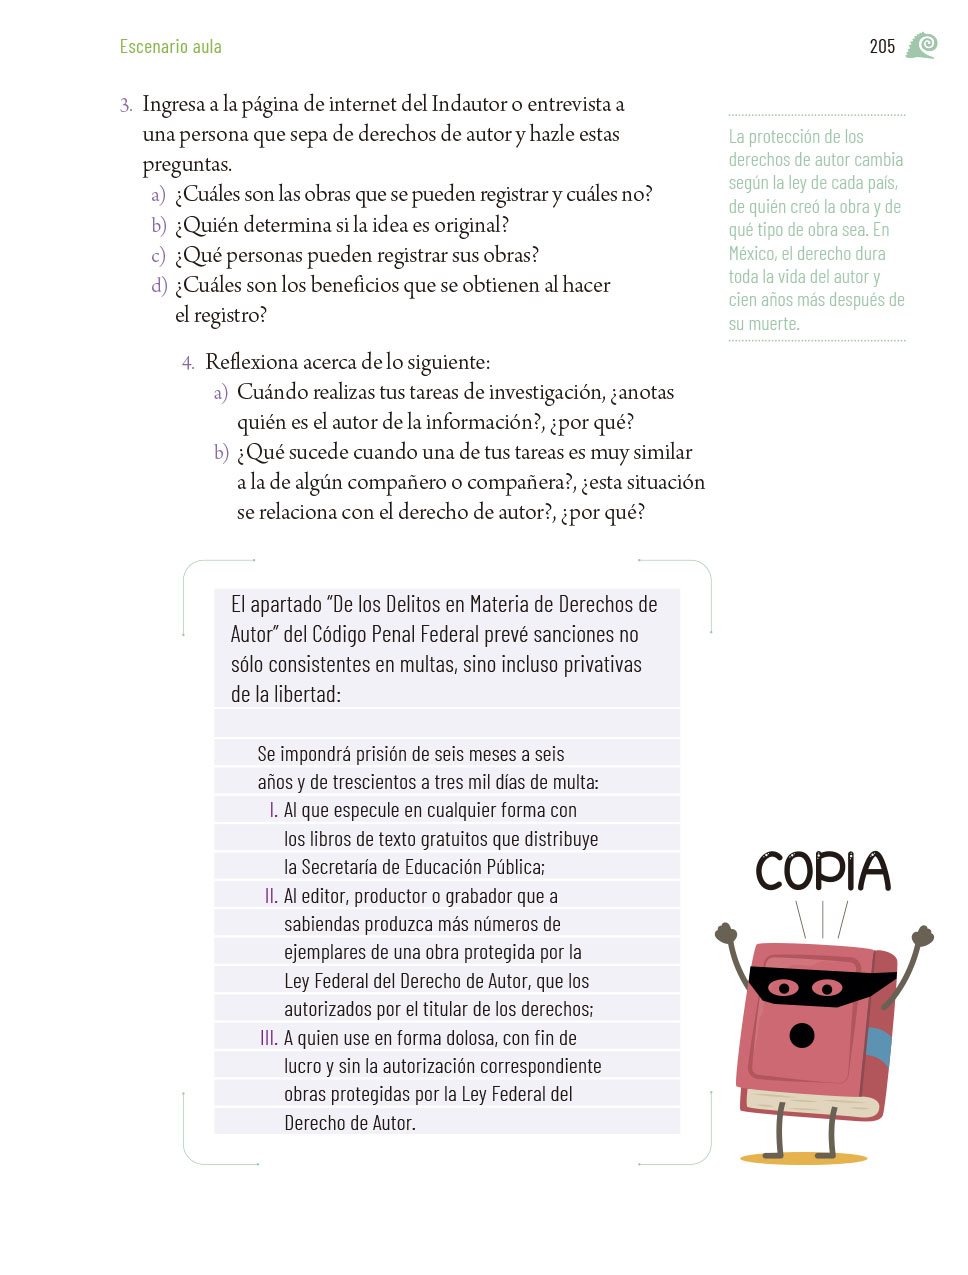 Escenario aula
205
3. Ingresa a la página de internet del Indautor o entrevista a
una persona que sepa de derechos de autor y hazle estas
preguntas.
a) ¿Cuáles son las obras que se pueden registrar y cuáles no?
b) ¿Quién determina si la idea es original?
c) ¿Qué personas pueden registrar sus obras?
d) ¿Cuáles son los beneficios que se obtienen al hacer
el registro?
La protección de los
derechos de autor cambia
según la ley de cada país,
de quién creó la obra y de
qué tipo de obra sea. En
México, el derecho dura
toda la vida del autor y
cien años más después de
su muerte.
4. Reflexiona acerca de lo siguiente:
a) Cuándo realizas tus tareas de investigación, ¿anotas
quién es el autor de la información?, ¿por qué?
b) ¿Qué sucede cuando una de tus tareas es muy similar
a la de algún compañero o compañera?, ¿esta situación
se relaciona con el derecho de autor?, ¿por qué?
El apartado “De los Delitos en Materia de Derechos de
Autor” del Código Penal Federal prevé sanciones no
sólo consistentes en multas, sino incluso privativas
de la libertad:
Se impondrá prisión de seis meses a seis
años y de trescientos a tres mil días de multa:
I. Al que especule en cualquier forma con
los libros de texto gratuitos que distribuye
la Secretaría de Educación Pública;
II. Al editor, productor o grabador que a
sabiendas produzca más números de
ejemplares de una obra protegida por la
Ley Federal del Derecho de Autor, que los
autorizados por el titular de los derechos;
III. A quien use en forma dolosa, con fin de
lucro y sin la autorización correspondiente
obras protegidas por la Ley Federal del
Derecho de Autor.
COPIA